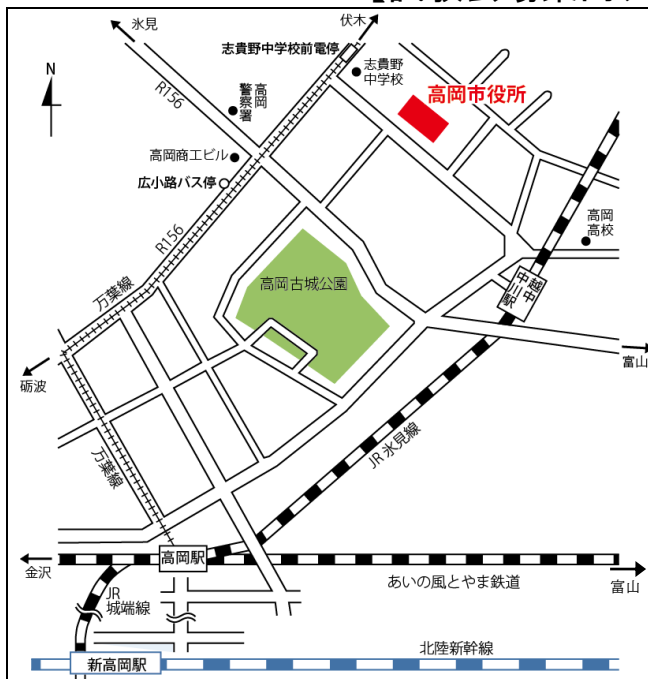 氷見
伏木
志貴野中学校前電停
志貴野
中学校
N
R156
高岡
警察署
高岡市役所
高岡商工ビル
広小路バス停
R156
高岡
高校
高岡古城公園
越中
中川駅
万葉線
富山
砺波
万葉線
JR 氷見線
高岡駅
金沢
あいの風とやま鉄道
富山
JR
城端線
北陸新幹線
新高岡駅